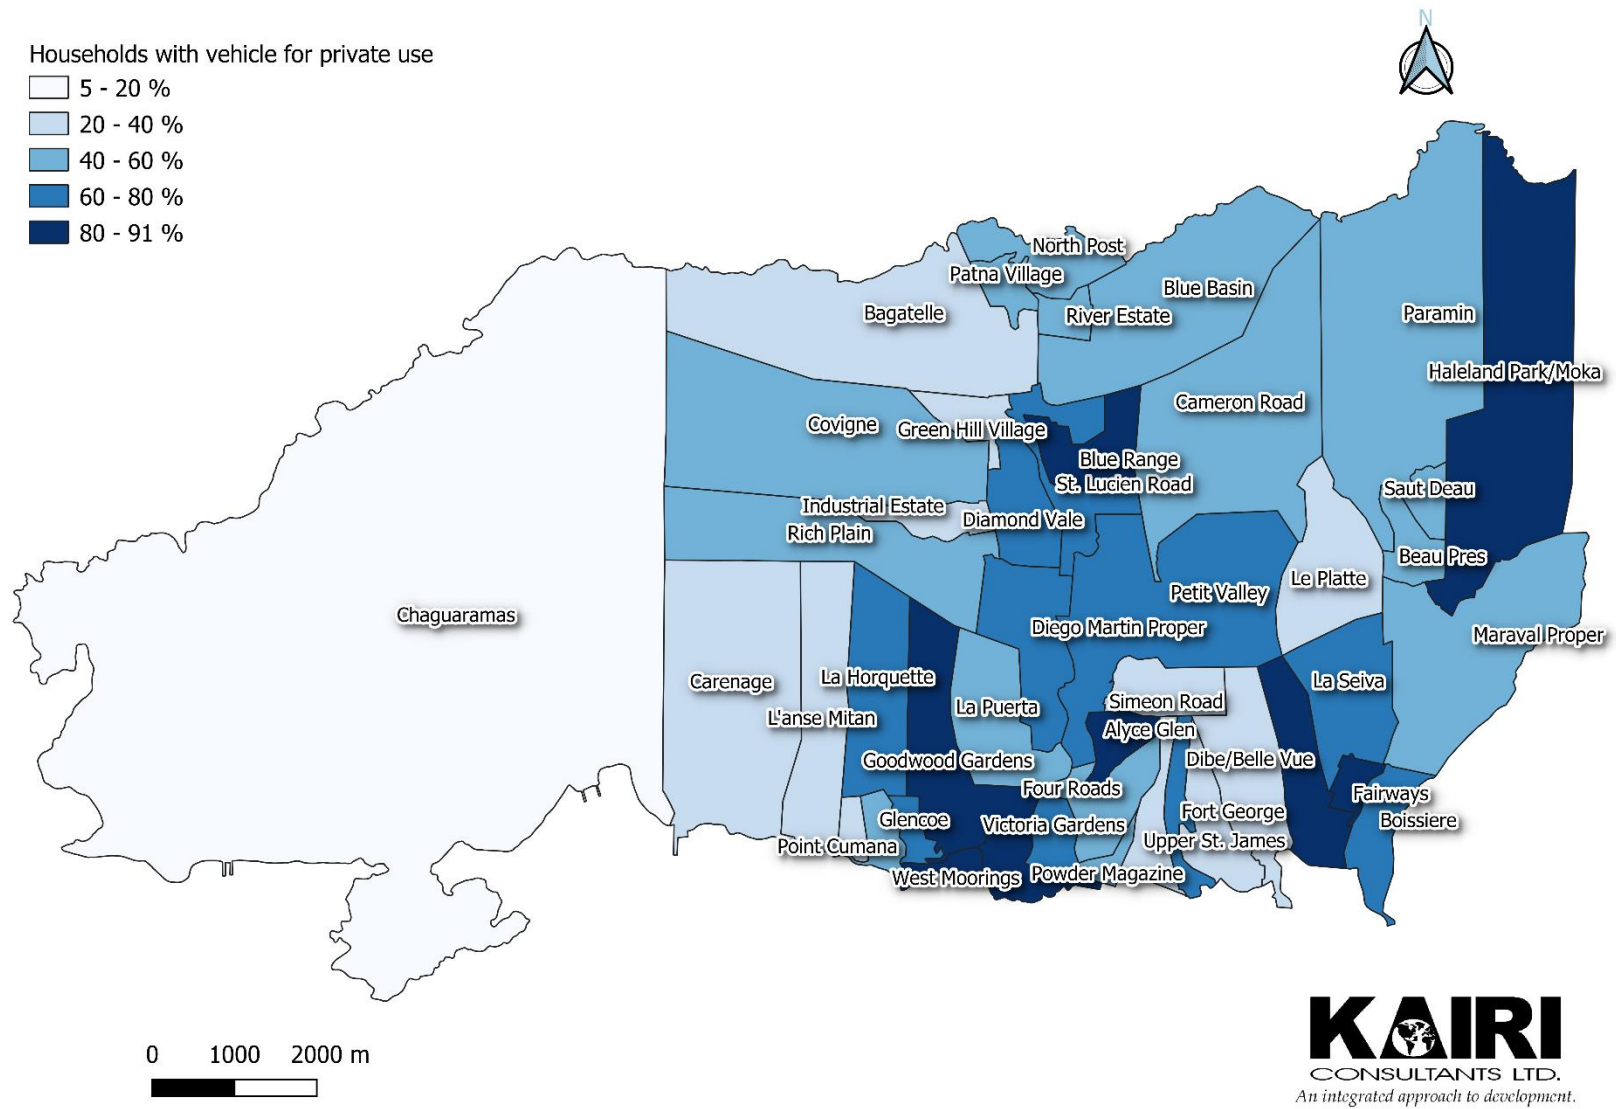 N
Households with vehicle for private use
5 - 20 %
20 - 40 %
40 - 60 %
60 - 80 %
80 - 91 %
North Post
Patna Village
Blue Basin
Bagatelle
River Estate
Paramin
Haleland Park/Moka
Cameron Road
Covigne
Green Hill Village
Blue Range
St. Lucien Road
Saut Deau
Industrial Estate
Diamond Vale
Rich Plain
Beau Pres
Le Platte
Petit Valley
Chaguaramas
Diego Martin Proper
Maraval Proper
La Horquette
Carenage
La Seiva
Simeon Road
La Puerta
L'anse Mitan
Alyce Glen
Goodwood Gardens
Dibe/Belle Vue
Four Roads
Fairways
Fort George
Glencoe
Boissiere
Victoria Gardens
Upper St. James
Point Cumana
Powder Magazine
West Moorings
0 1000 2000 m
KAIRI
CONSULTANTS LTD.
An integrated approach to development.